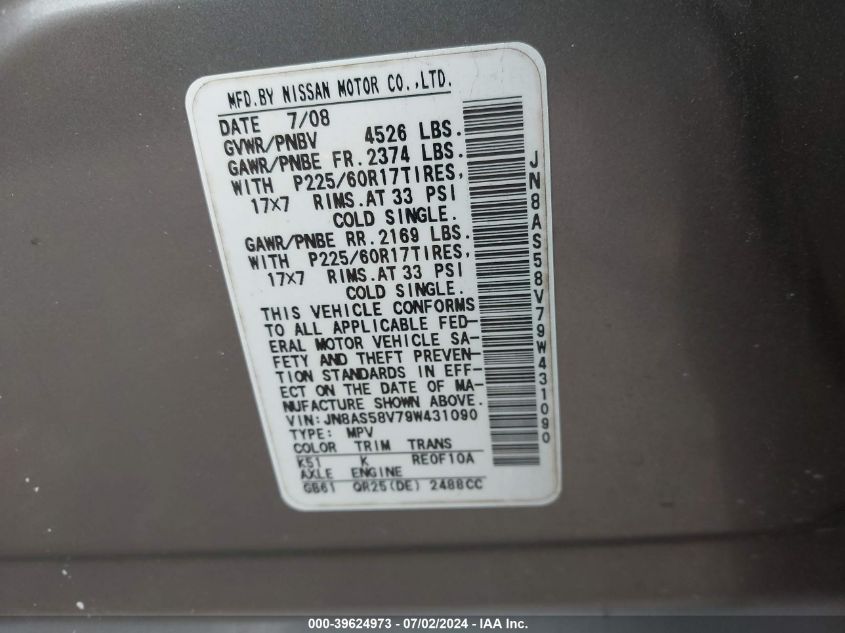 MFD.BY NISSAN MOTOR CO.,LTD.
DATE 7/08
GVWR/PNBV 4526 LBS.
GAWR/PNBE FR.2374 LBS.
WITH P225/60R17TIRES,
17×7 RIMS.AT 33 PSI
COLD SINGLE.
GAWR/PNBE RR.2169 LBS.
WITH P225/60R17TIRES,
17×7 RIMS.AT 33 PSI
COLD SINGLE.
THIS VEHICLE CONFORMS
TO ALL APPLICABLE FED-
ERAL MOTOR VEHICLE SA-
FETY AND THEFT PREVEN-
TION STANDARDS IN EFF-
ECT ON THE DATE OF MA-
NUFACTURE SHOWN ABOVE.
VIN:JN8AS58V79W431090
TYPE: MPV
COLOR TRIM TRANS
K51 K RE0F10A
AXLE ENGINE
GB61 QR25(DE) 2488CC
JN8AS58V79W431090
000-39624973 - 07/02/2024 - IAA Inc.